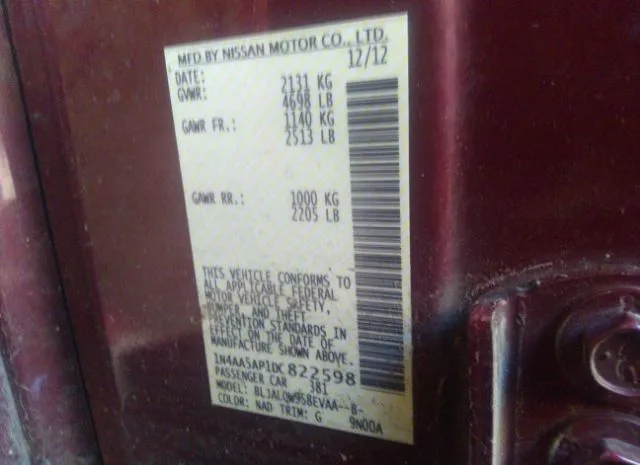 MFD BY NISSAN MOTOR CO., LTD.
DATE: 12/12
GVWR: 2131 KG
4698 LB
GAWR FR.: 1140 KG
2513 LB
GAWR RR.: 1000 KG
2205 LB
THIS VEHICLE CONFORMS TO
ALL APPLICABLE FEDERAL
MOTOR VEHICLE SAFETY,
BUMPER, AND THEFT
PREVENTION STANDARDS IN
EFFECT ON THE DATE OF
MANUFACTURE SHOWN ABOVE.
1N4AA5AP1DC822598
PASSENGER CAR 381
MODEL: BLJALQW958EVAA--B-
COLOR: NAD TRIM: G 9N00A